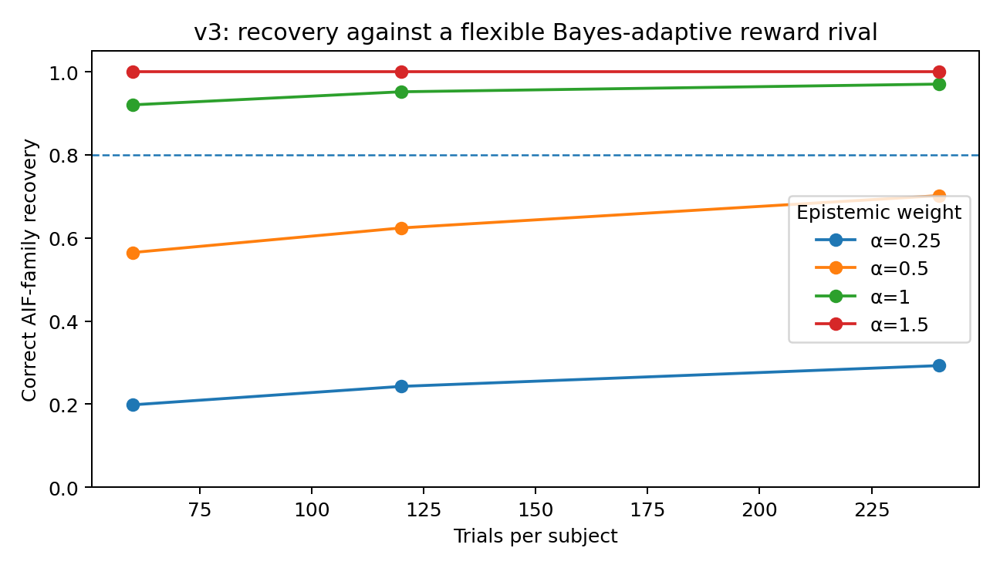 v3: recovery against a flexible Bayes-adaptive reward rival
Correct AIF-family recovery
1.0
0.8
0.6
0.4
0.2
0.0
Epistemic weight
α=0.25
α=0.5
α=1
α=1.5
75 100 125 150 175 200 225
Trials per subject